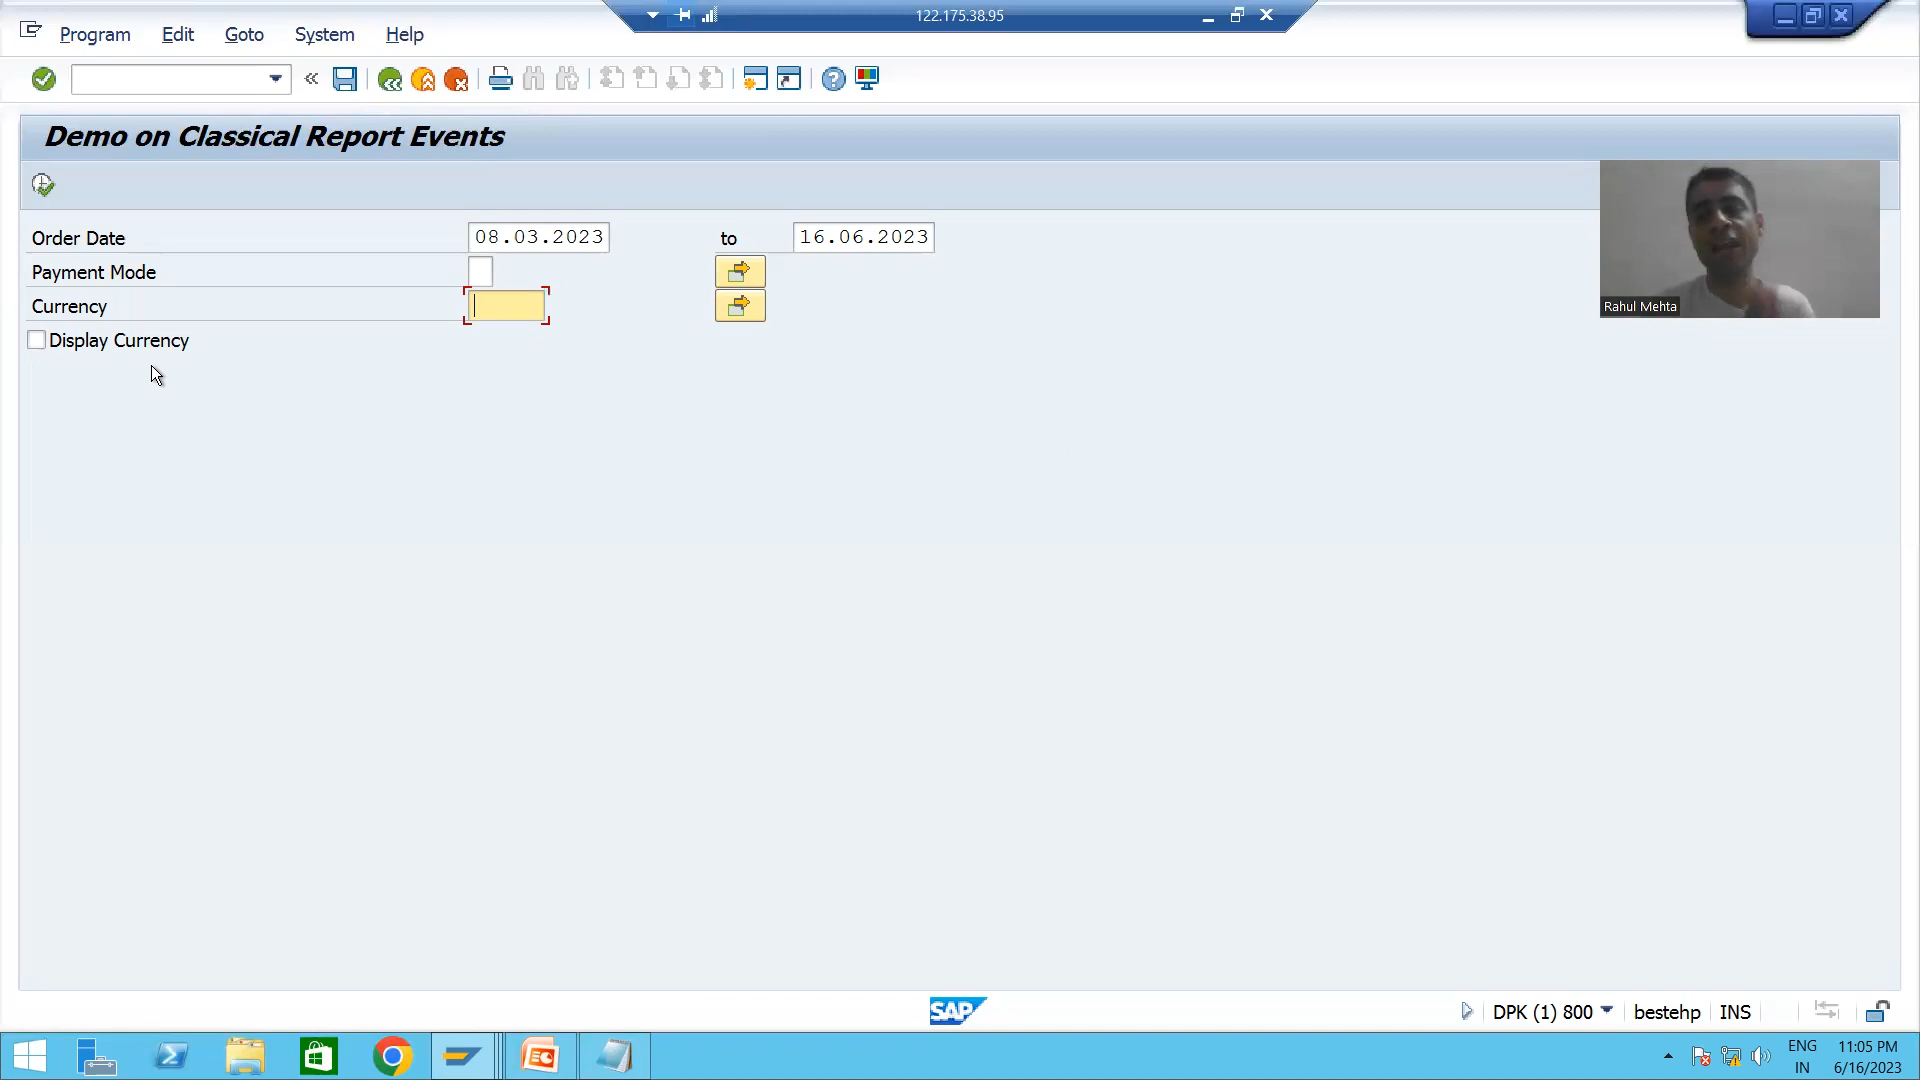 122.175.38.95
Program Edit Goto System Help
Demo on Classical Report Events
Order Date 08.03.2023 to 16.06.2023
Payment Mode
Currency
Display Currency
Rahul Mehta
SAP
DPK (1) 800 bestehp INS
ENG 11:05 PM
IN 6/16/2023